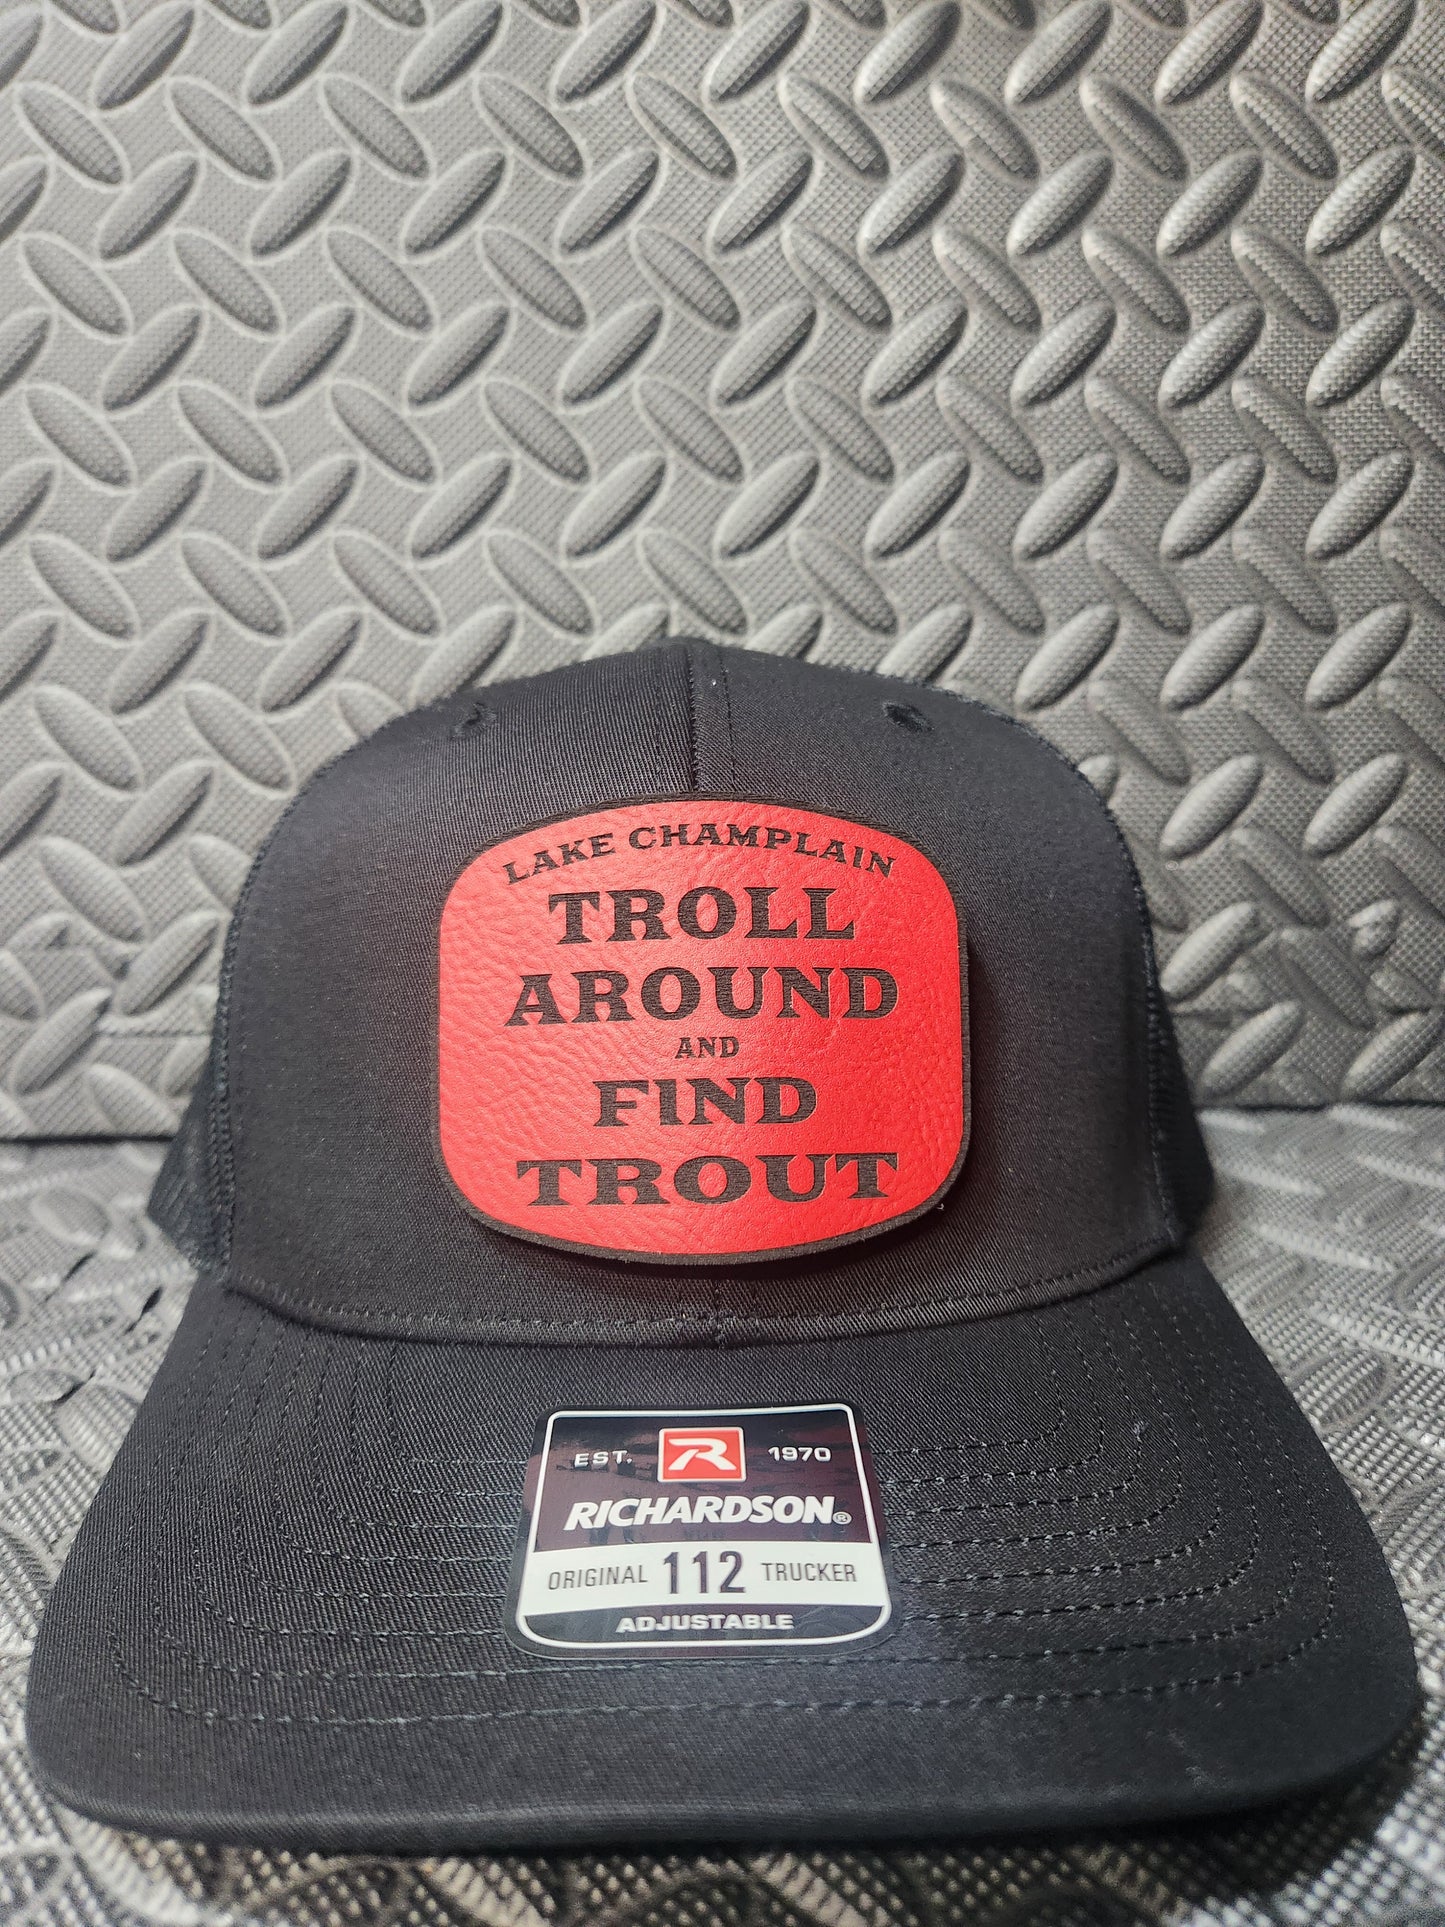 LAKE CHAMPLAIN
TROLL
AROUND
AND
FIND
TROUT
EST. R 1970
RICHARDSON®
ORIGINAL 112 TRUCKER
ADJUSTABLE